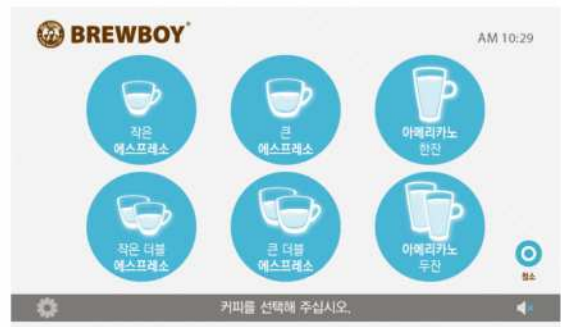 BREWBOY
AM 10:29
작은
에스프레소
큰
에스프레소
아메리카노
한잔
작은 더블
에스프레소
큰 더블
에스프레소
아메리카노
두잔
청소
커피를 선택해 주십시오.